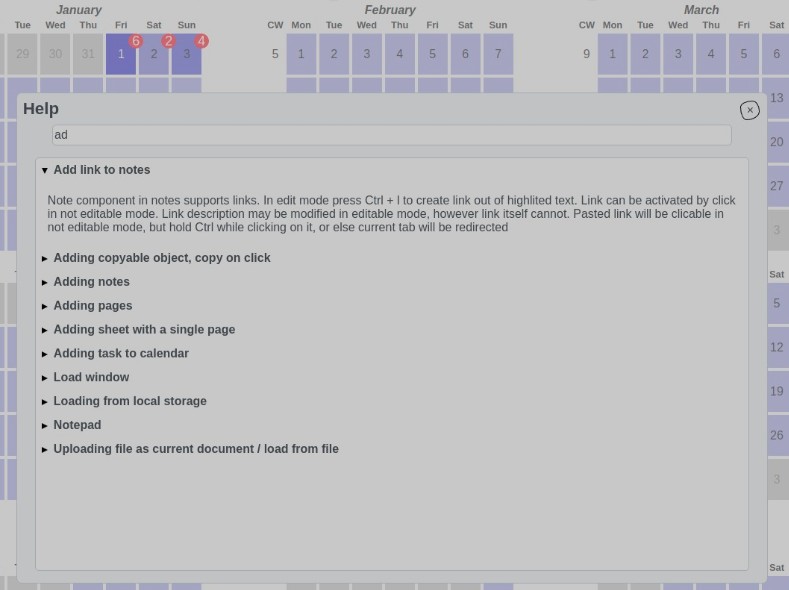 January
February
March
Tue Wed Thu Fri Sat Sun
CW Mon Tue Wed Thu Fri Sat Sun
CW Mon Tue Wed Thu Fri Sat
29 30 31 1 6 2 2 3 4
5 1 2 3 4 5 6 7
9 1 2 3 4 5 6
Help
×
13
ad
20
Add link to notes
27
Note component in notes supports links. In edit mode press Ctrl + l to create link out of highlited text. Link can be activated by click
in not editable mode. Link description may be modified in editable mode, however link itself cannot. Pasted link will be clicable in
not editable mode, but hold Ctrl while clicking on it, or else current tab will be redirected
3
Adding copyable object, copy on click
Sat
Adding notes
Adding pages
5
Adding sheet with a single page
Adding task to calendar
12
Load window
19
Loading from local storage
Notepad
26
Uploading file as current document / load from file
3
Sat